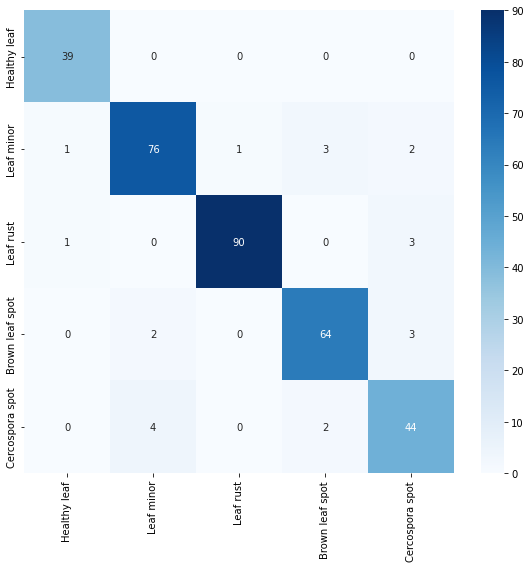 Healthy leaf 39 0 0 0 0
Leaf minor 1 76 1 3 2
Leaf rust 1 0 90 0 3
Brown leaf spot 0 2 0 64 3
Cercospora spot 0 4 0 2 44
Healthy leaf
Leaf minor
Leaf rust
Brown leaf spot
Cercospora spot
90
80
70
60
50
40
30
20
10
0